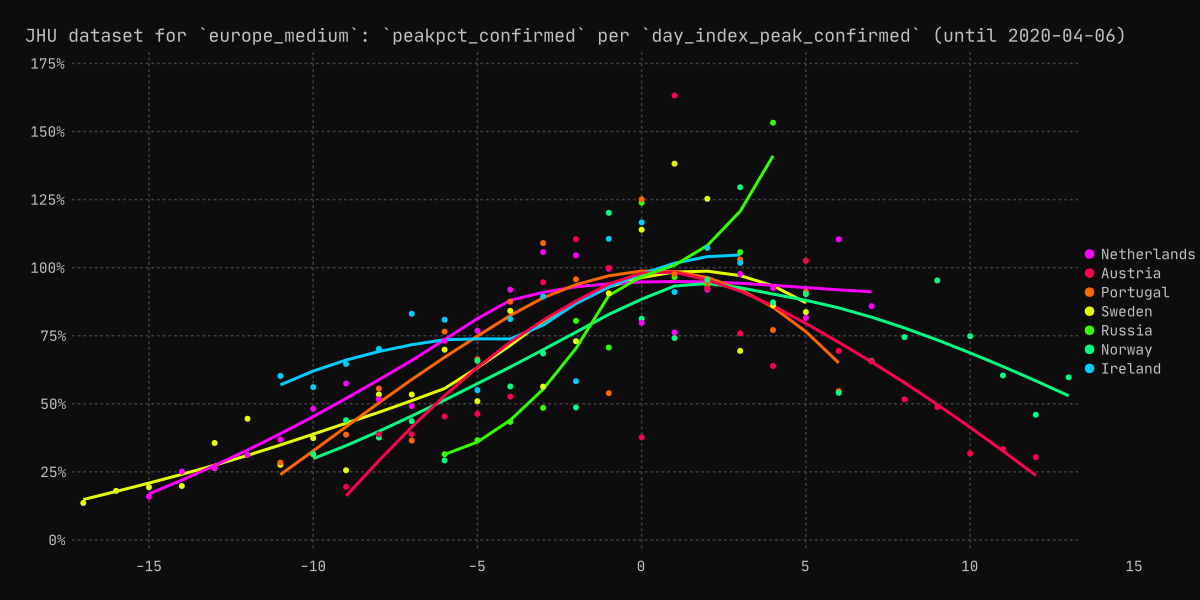 JHU dataset for `europe_medium`: `peakpct_confirmed` per `day_index_peak_confirmed` (until 2020-04-06)
175%
150%
125%
100%
75%
50%
25%
0%
-15
-10
-5
0
5
10
15
Netherlands
Austria
Portugal
Sweden
Russia
Norway
Ireland